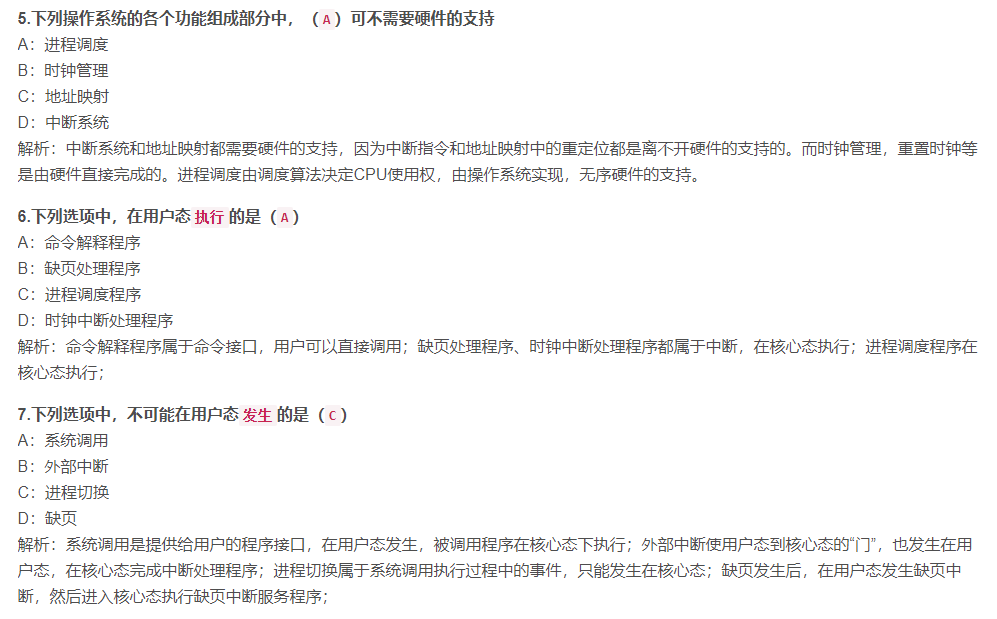 5.下列操作系统的各个功能组成部分中，（A）可不需要硬件的支持
A：进程调度
B：时钟管理
C：地址映射
D：中断系统
解析：中断系统和地址映射都需要硬件的支持，因为中断指令和地址映射中的重定位都是离不开硬件的支持的。而时钟管理，重置时钟等
是由硬件直接完成的。进程调度由调度算法决定CPU使用权，由操作系统实现，无序硬件的支持。
6.下列选项中，在用户态执行的是（A）
A：命令解释程序
B：缺页处理程序
C：进程调度程序
D：时钟中断处理程序
解析：命令解释程序属于命令接口，用户可以直接调用；缺页处理程序、时钟中断处理程序都属于中断，在核心态执行；进程调度程序在
核心态执行；
7.下列选项中，不可能在用户态发生的是（C）
A：系统调用
B：外部中断
C：进程切换
D：缺页
解析：系统调用是提供给用户的程序接口，在用户态发生，被调用程序在核心态下执行；外部中断使用户态到核心态的“门”，也发生在用
户态，在核心态完成中断处理程序；进程切换属于系统调用执行过程中的事件，只能发生在核心态；缺页发生后，在用户态发生缺页中
断，然后进入核心态执行缺页中断服务程序；